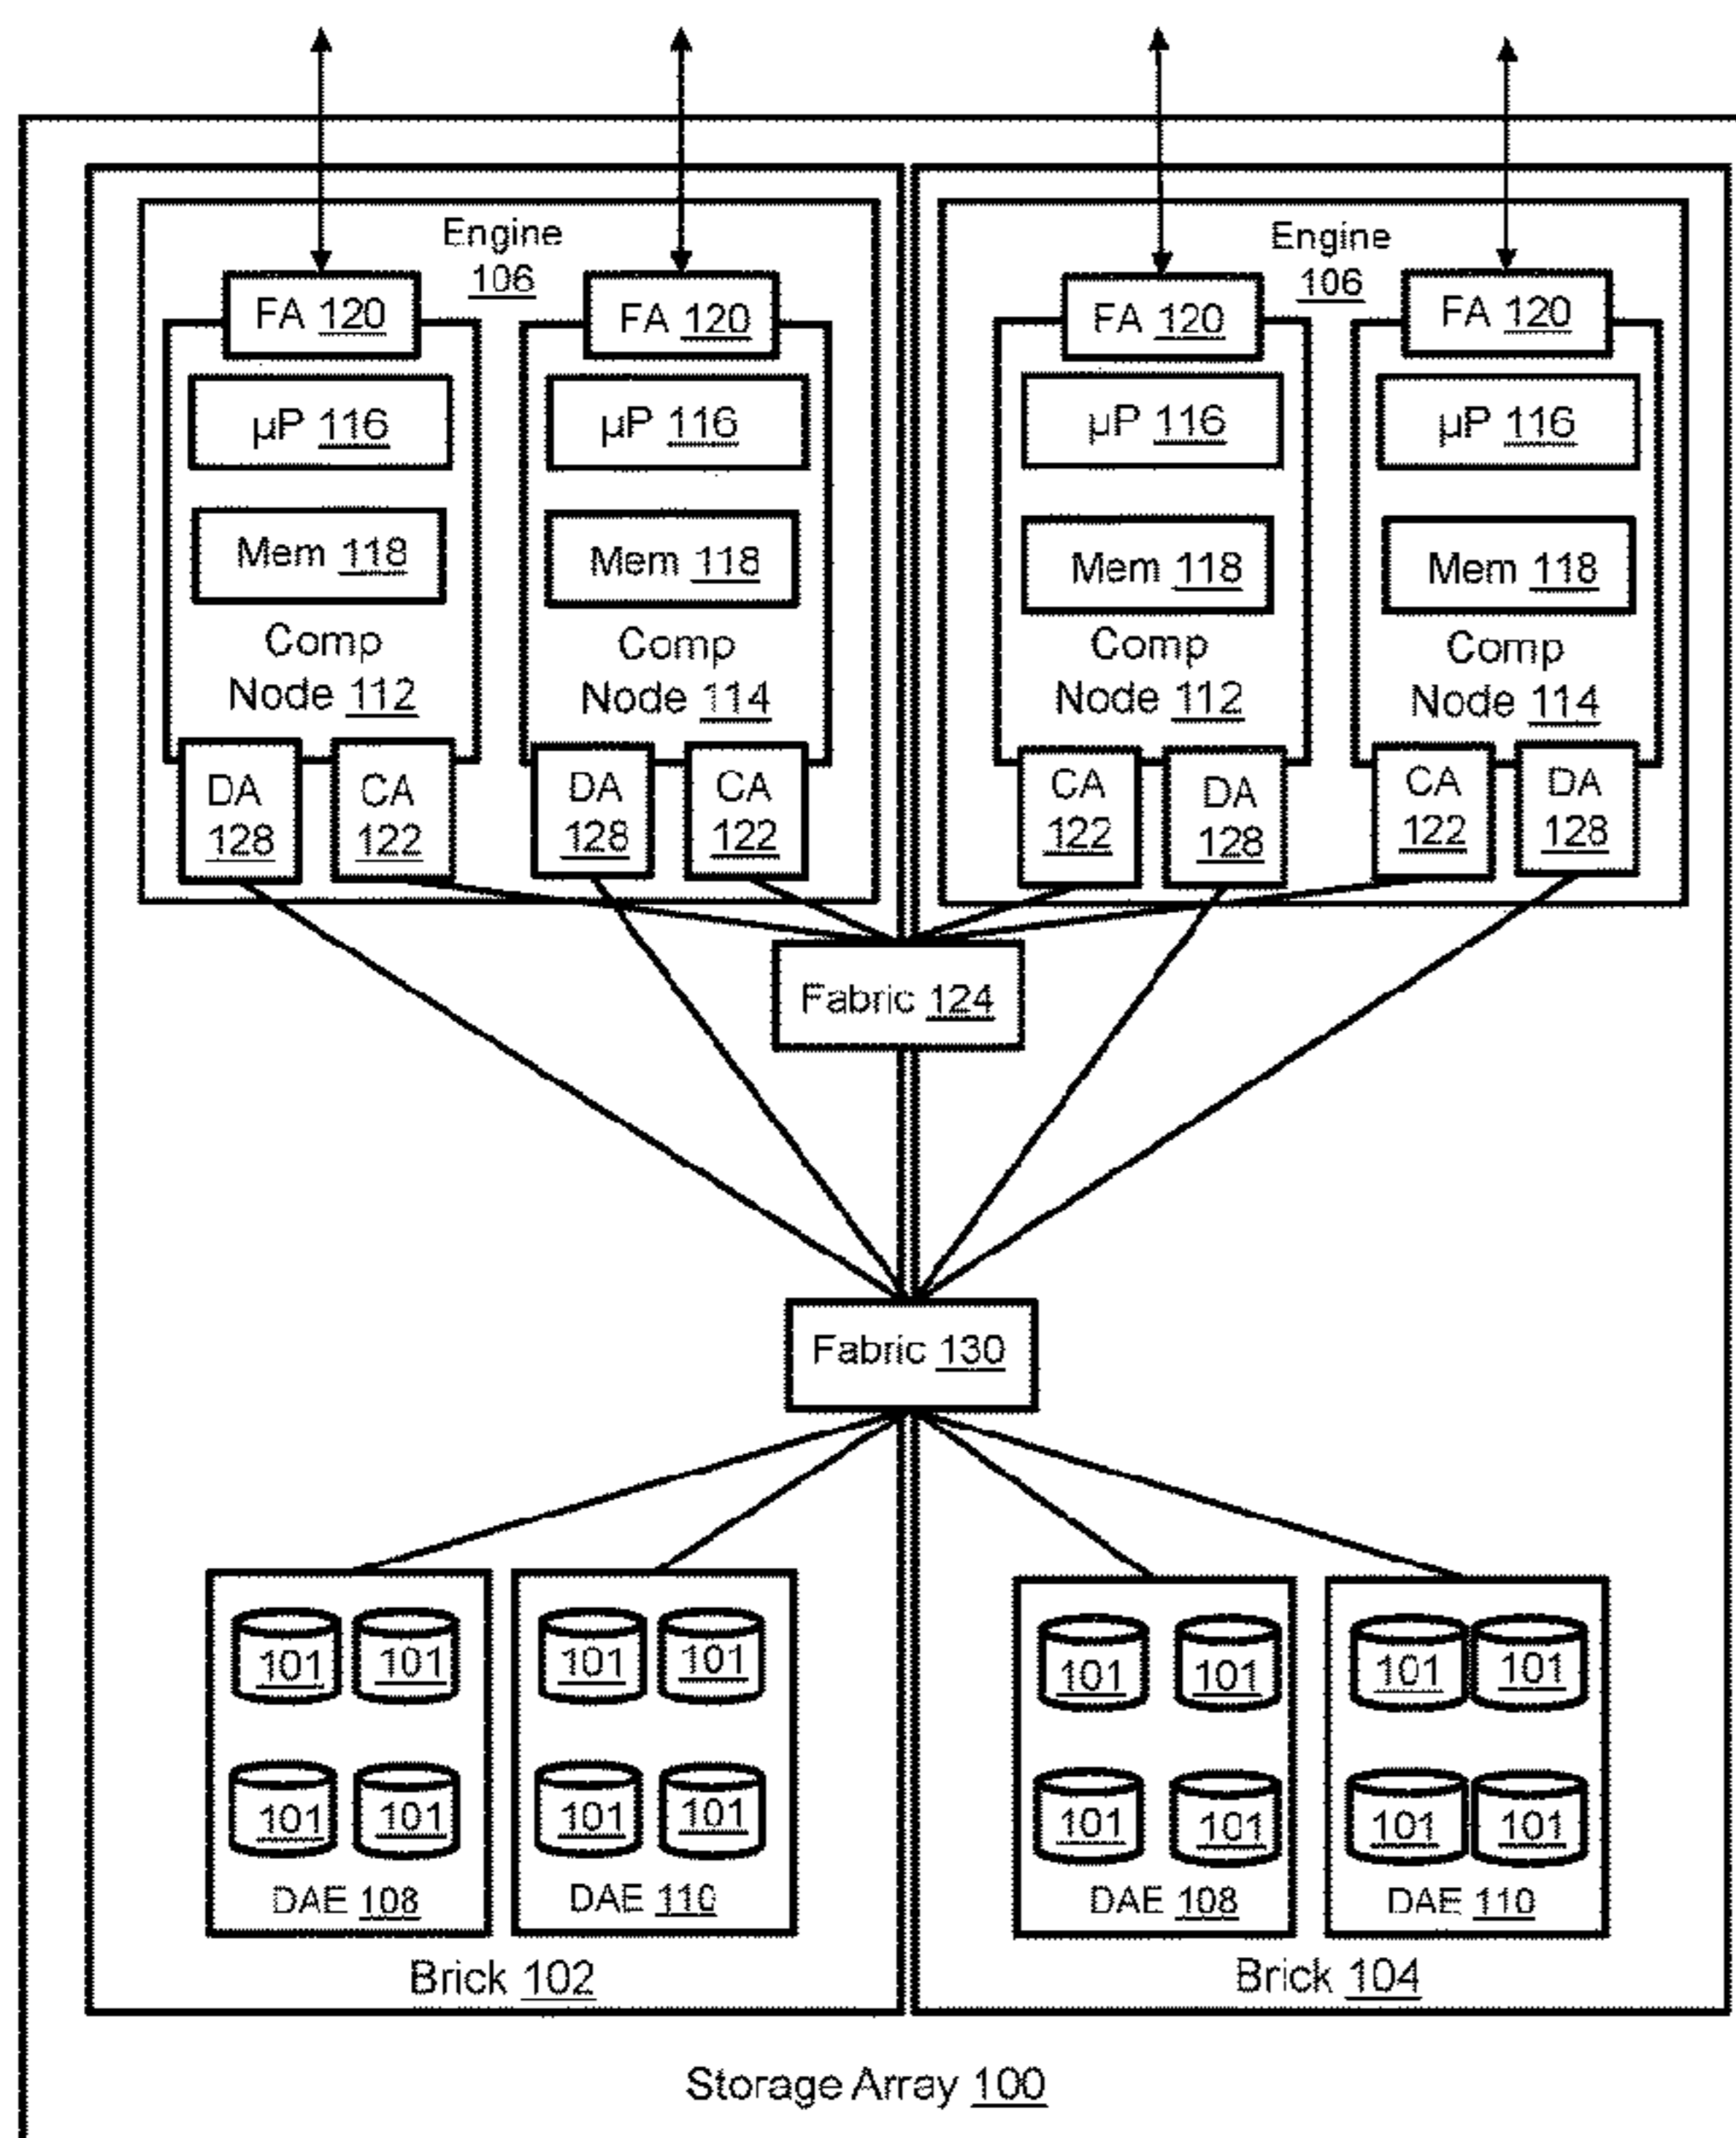 Engine
106
FA 120
µP 116
Mem 118
Comp
Node 112
DA
128
CA
122
FA 120
µP 116
Mem 118
Comp
Node 114
DA
128
CA
122
Engine
106
FA 120
µP 116
Mem 118
Comp
Node 112
CA
122
DA
128
FA 120
µP 116
Mem 118
Comp
Node 114
CA
122
DA
128
Fabric 124
Fabric 130
101 101
101 101
DAE 108
101 101
101 101
DAE 110
Brick 102
101 101
101 101
DAE 108
101 101
101 101
DAE 110
Brick 104
Storage Array 100